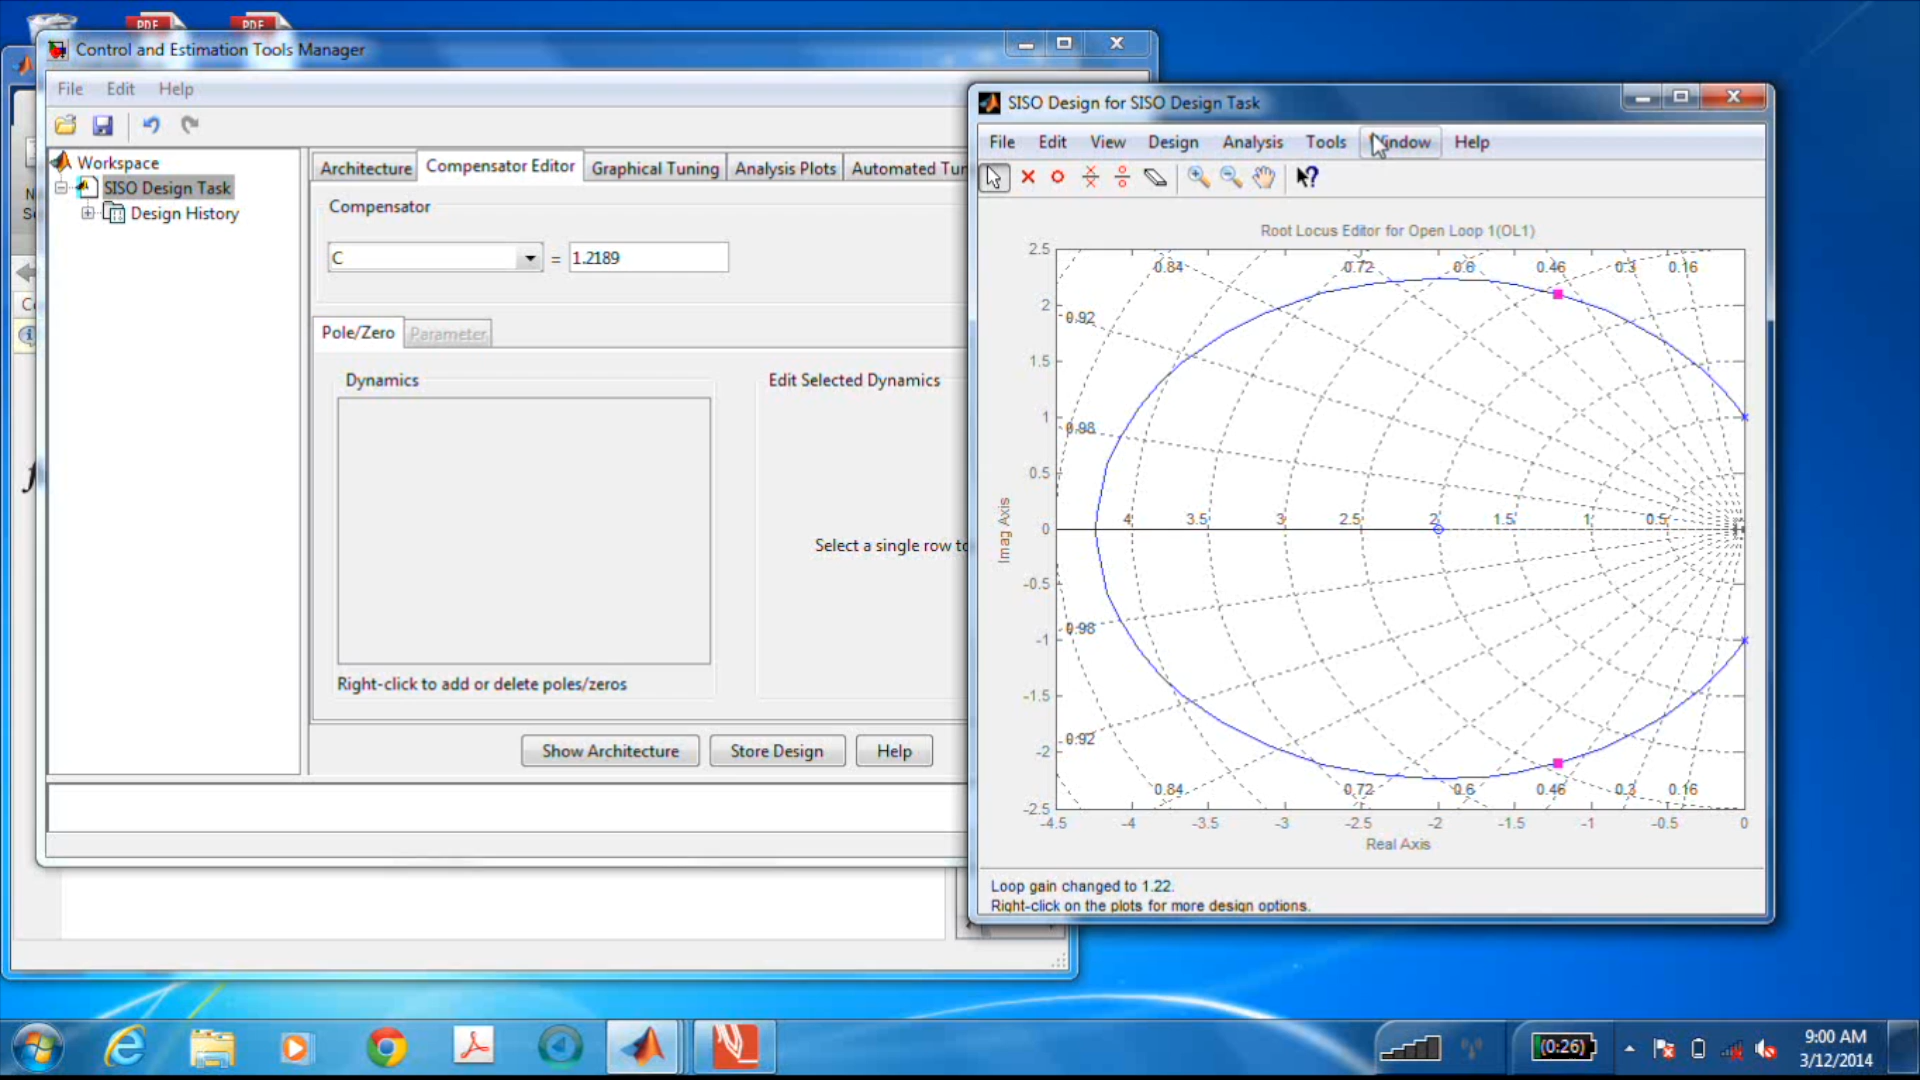 PDF
PDF
Control and Estimation Tools Manager
File Edit Help
Workspace
SISO Design Task
Design History
Architecture Compensator Editor Graphical Tuning Analysis Plots Automated Tun
Compensator
C = 1.2189
Pole/Zero Parameter
Dynamics
Edit Selected Dynamics
Select a single row to
Right-click to add or delete poles/zeros
Show Architecture Store Design Help
SISO Design for SISO Design Task
File Edit View Design Analysis Tools Window Help
Root Locus Editor for Open Loop 1(OL1)
2.5
0.84 0.72 0.6 0.46 0.3 0.16
2
0.92
1.5
1
0.98
0.5
4 3.5 3 2.5 2 1.5 1 0.5
0
Imag Axis
-0.5
0.98
-1
-1.5
0.92
-2
0.84 0.72 0.6 0.46 0.3 0.16
-2.5
-4.5 -4 -3.5 -3 -2.5 -2 -1.5 -1 -0.5 0
Real Axis
Loop gain changed to 1.22.
Right-click on the plots for more design options.
(0:26)
9:00 AM
3/12/2014